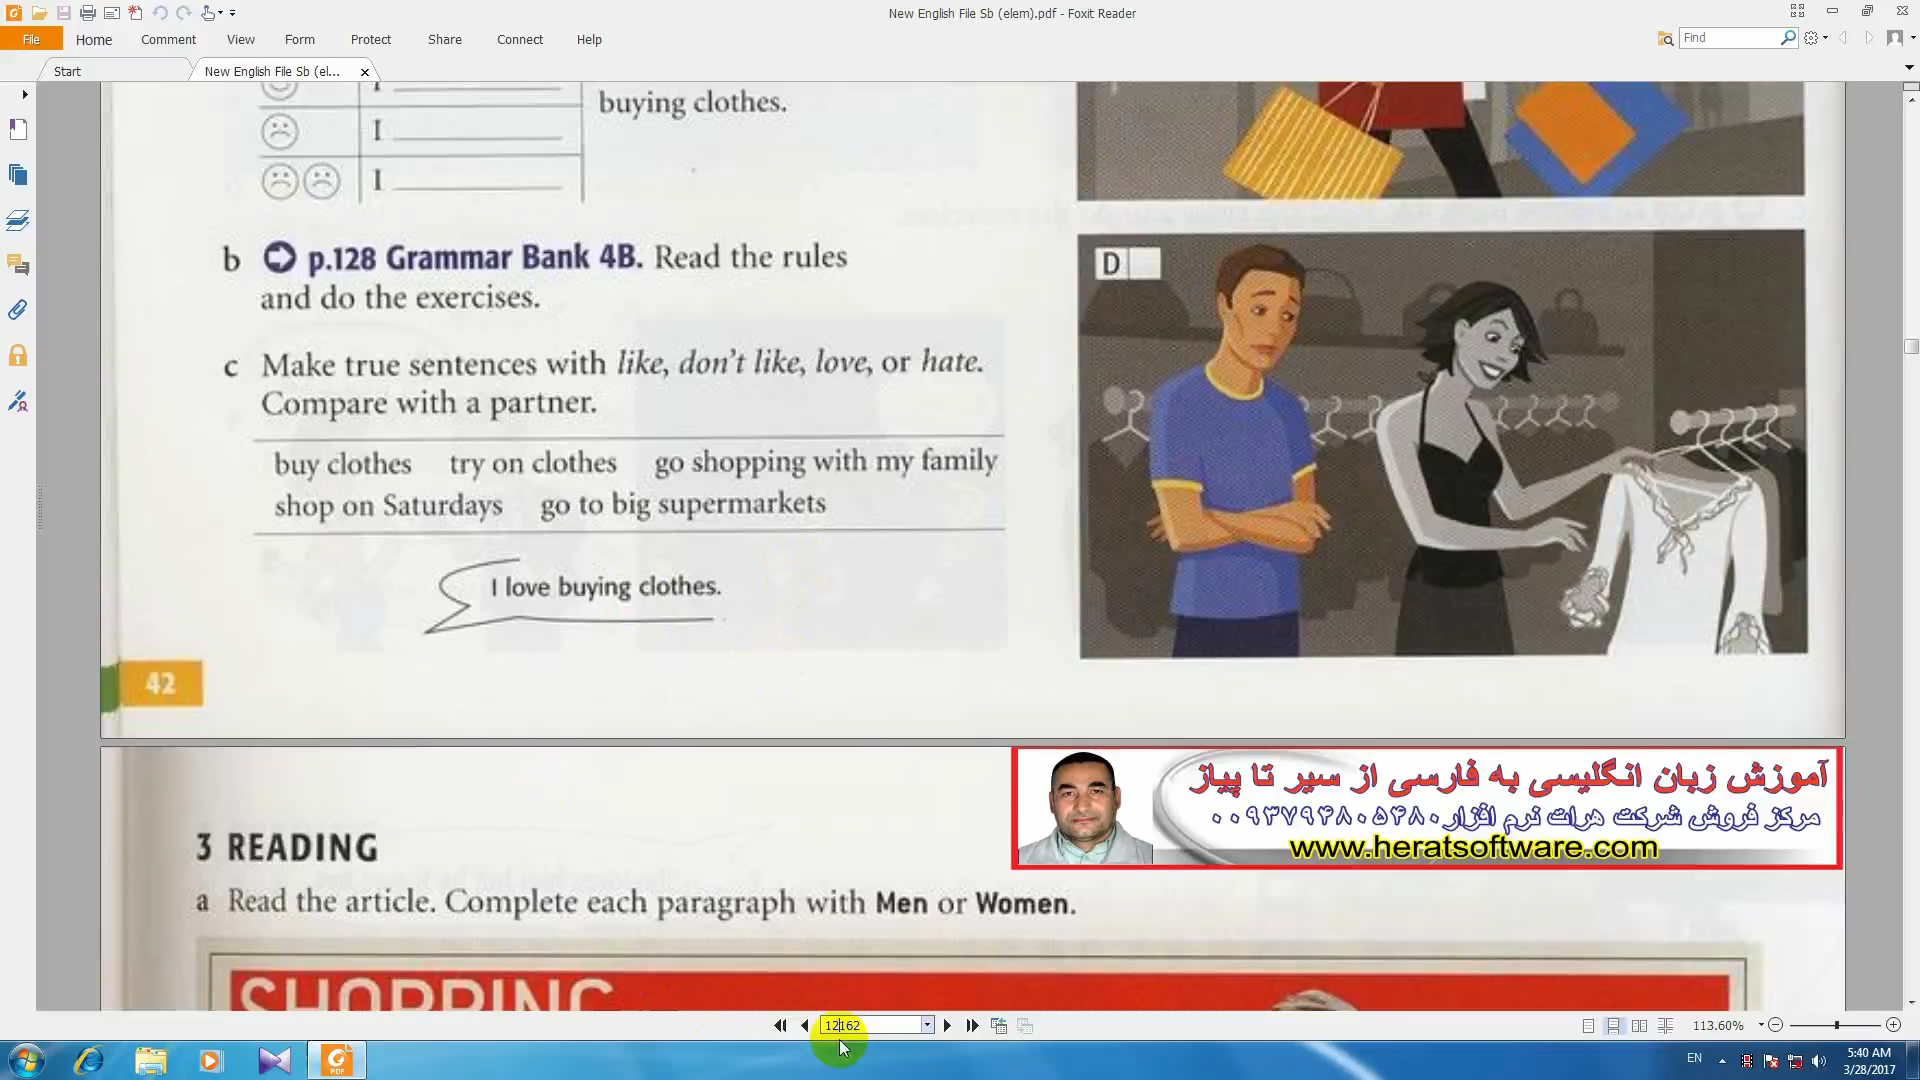 New English File Sb (elem).pdf - Foxit Reader
File Home Comment View Form Protect Share Connect Help
Find
Start
New English File Sb (el...
I
buying clothes.
I
I
b p.128 Grammar Bank 4B. Read the rules
and do the exercises.
c Make true sentences with like, don't like, love, or hate.
Compare with a partner.
buy clothes try on clothes go shopping with my family
shop on Saturdays go to big supermarkets
I love buying clothes.
D
42
آموزش زبان انگلیسی به فارسی از سیر تا پیاز
مرکز فروش شرکت هرات نرم افزار۰۰۹۳۷۹۴۸۰۵۴۸۰
www.heratsoftware.com
3 READING
a Read the article. Complete each paragraph with Men or Women.
SHOPPING
12162
113.60%
PDF
EN
5:40 AM
3/28/2017